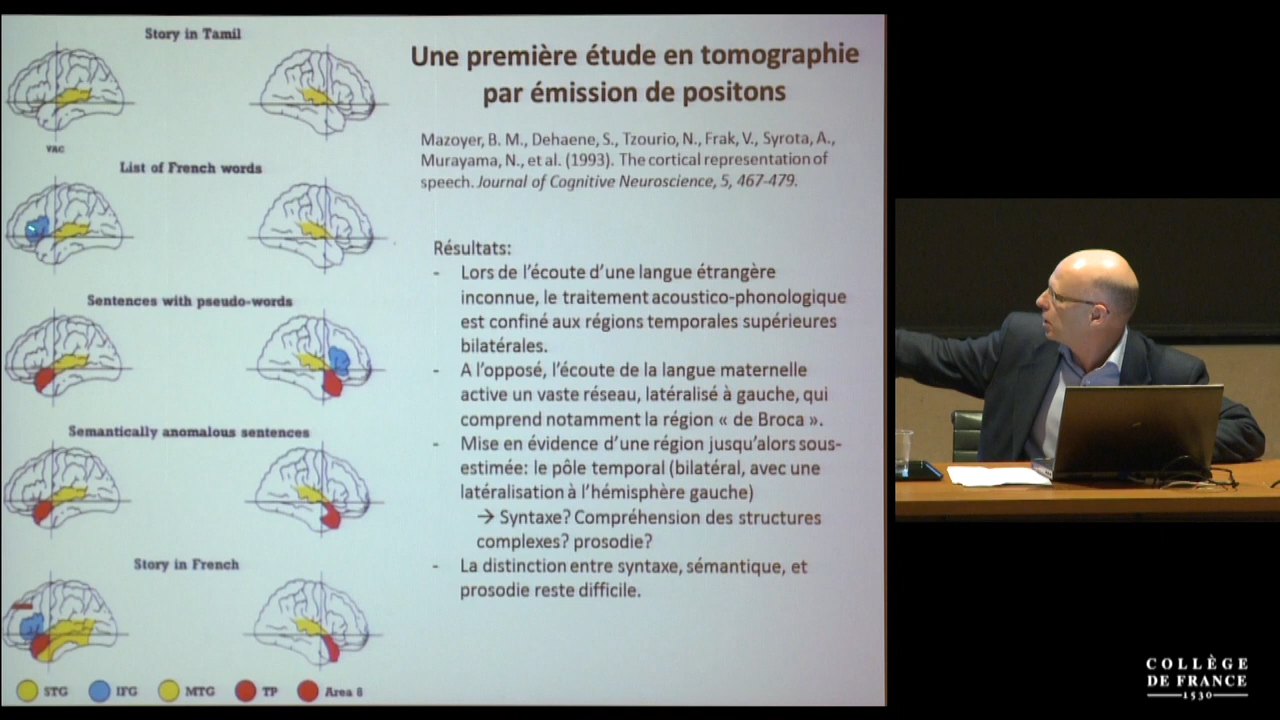 Story in Tamil
VAC
List of French words
Sentences with pseudo-words
Semantically anomalous sentences
Story in French
STG IFG MTG TP Area 8
Une première étude en tomographie
par émission de positons
Mazoyer, B. M., Dehaene, S., Tzourio, N., Frak, V., Syrota, A.,
Murayama, N., et al. (1993). The cortical representation of
speech. Journal of Cognitive Neuroscience, 5, 467-479.
Résultats:
- Lors de l'écoute d'une langue étrangère
inconnue, le traitement acoustico-phonologique
est confiné aux régions temporales supérieures
bilatérales.
- A l'opposé, l'écoute de la langue maternelle
active un vaste réseau, latéralisé à gauche, qui
comprend notamment la région « de Broca ».
- Mise en évidence d'une région jusqu'alors sous-
estimée: le pôle temporal (bilatéral, avec une
latéralisation à l'hémisphère gauche)
→ Syntaxe? Compréhension des structures
complexes? prosodie?
- La distinction entre syntaxe, sémantique, et
prosodie reste difficile.
COLLÈGE
DE FRANCE
1530